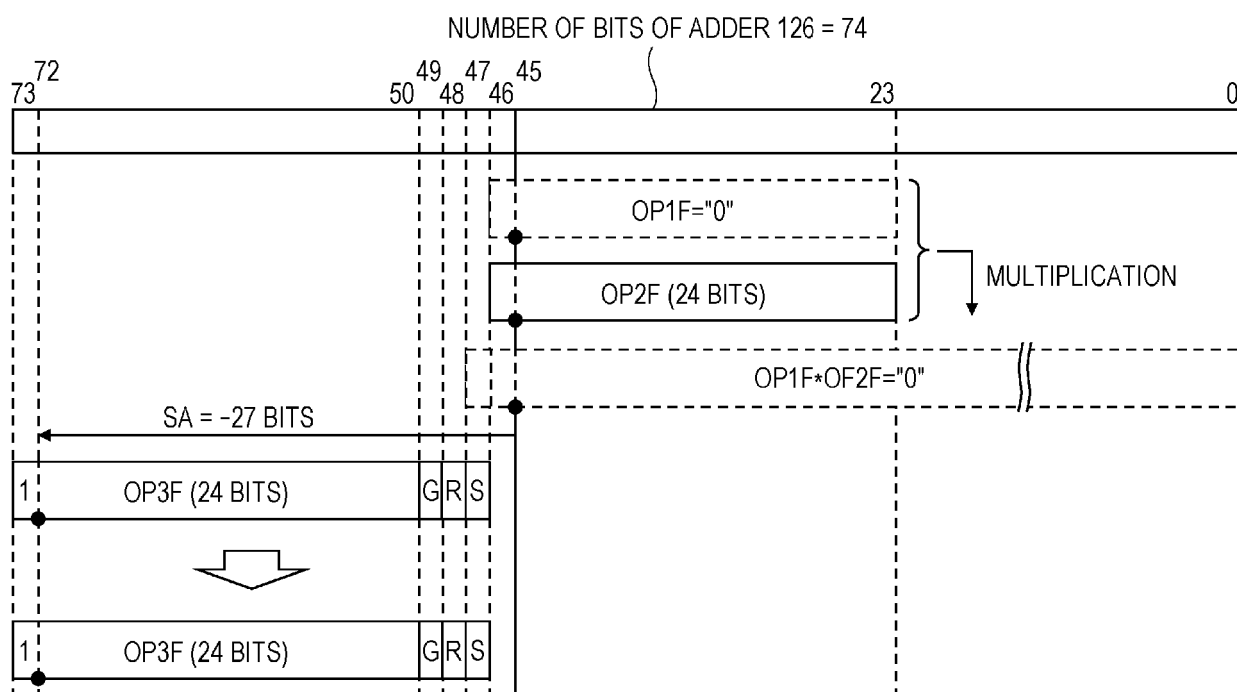 NUMBER OF BITS OF ADDER 126 = 74
73 72 50 49 48 47 46 45 23 0
OP1F="0"
OP2F (24 BITS)
MULTIPLICATION
OP1F*OF2F="0"
SA = −27 BITS
1 OP3F (24 BITS) G R S
1 OP3F (24 BITS) G R S